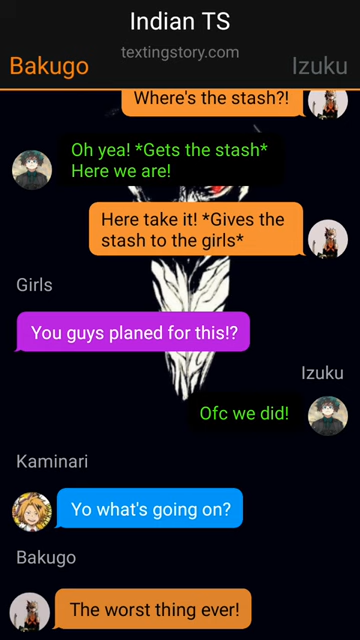 Indian TS
textingstory.com
Bakugo
Izuku
Where's the stash?!
Oh yea! *Gets the stash*
Here we are!
Here take it! *Gives the
stash to the girls*
Girls
You guys planed for this!?
Izuku
Ofc we did!
Kaminari
Yo what's going on?
Bakugo
The worst thing ever!